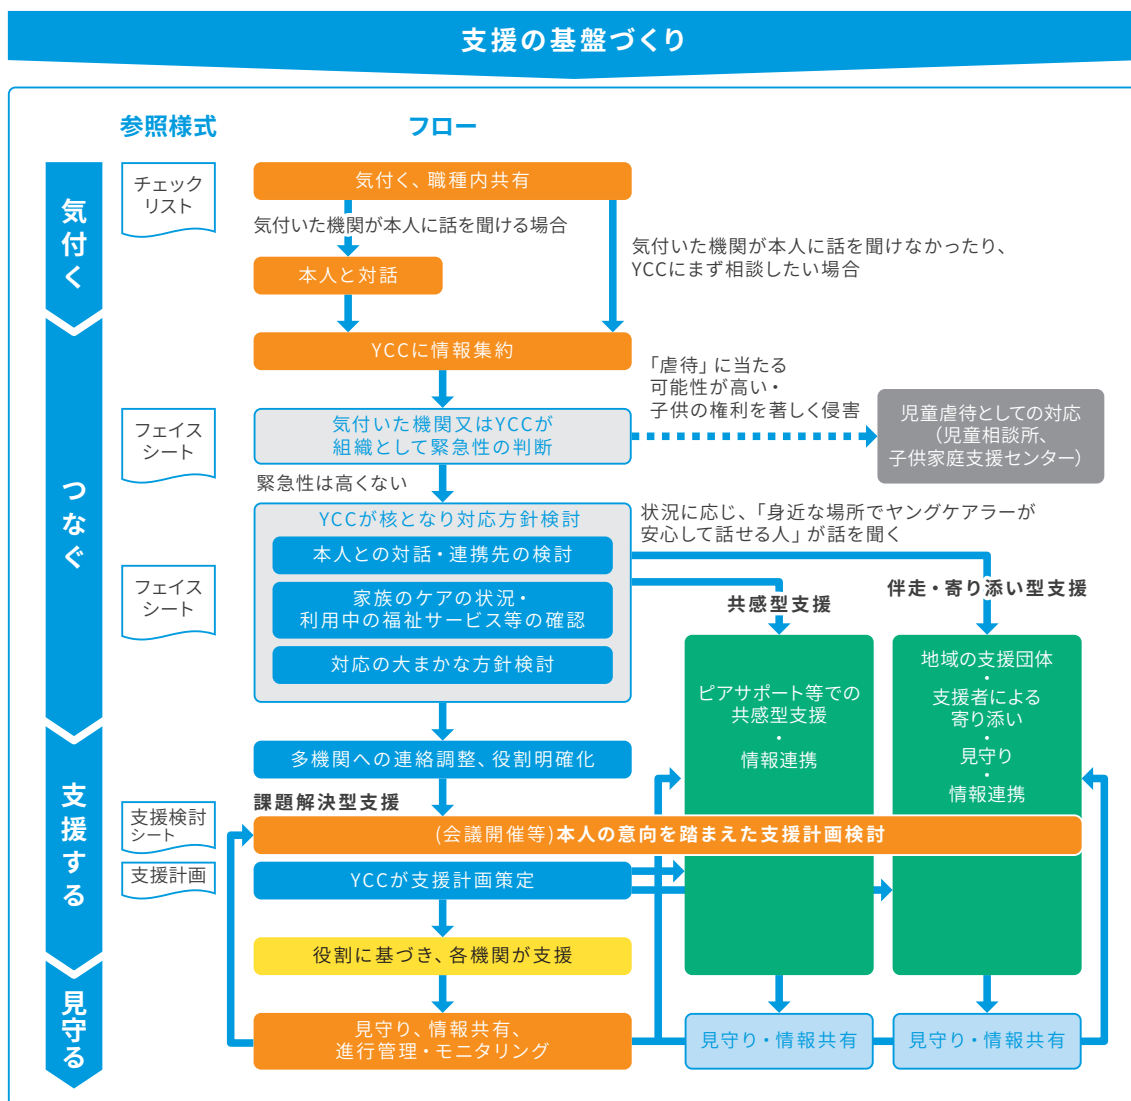 支援の基盤づくり
参照様式
フロー
気付く
チェック
リスト
気付く、職種内共有
気付いた機関が本人に話を聞ける場合
気付いた機関が本人に話を聞けなかったり、
YCCにまず相談したい場合
本人と対話
つなぐ
YCCに情報集約
「虐待」に当たる
可能性が高い・
子供の権利を著しく侵害
フェイス
シート
気付いた機関又はYCCが
組織として緊急性の判断
児童虐待としての対応
（児童相談所、
子供家庭支援センター）
緊急性は高くない
YCCが核となり対応方針検討
状況に応じ、「身近な場所でヤングケアラーが
安心して話せる人」が話を聞く
本人との対話・連携先の検討
フェイス
シート
家族のケアの状況・
利用中の福祉サービス等の確認
対応の大まかな方針検討
共感型支援
伴走・寄り添い型支援
ピアサポート等での
共感型支援
・
情報連携
地域の支援団体
・
支援者による
寄り添い
・
見守り
・
情報連携
支援する
多機関への連絡調整、役割明確化
課題解決型支援
支援検討
シート
(会議開催等)本人の意向を踏まえた支援計画検討
支援計画
YCCが支援計画策定
役割に基づき、各機関が支援
見守る
見守り、情報共有、
進行管理・モニタリング
見守り・情報共有
見守り・情報共有